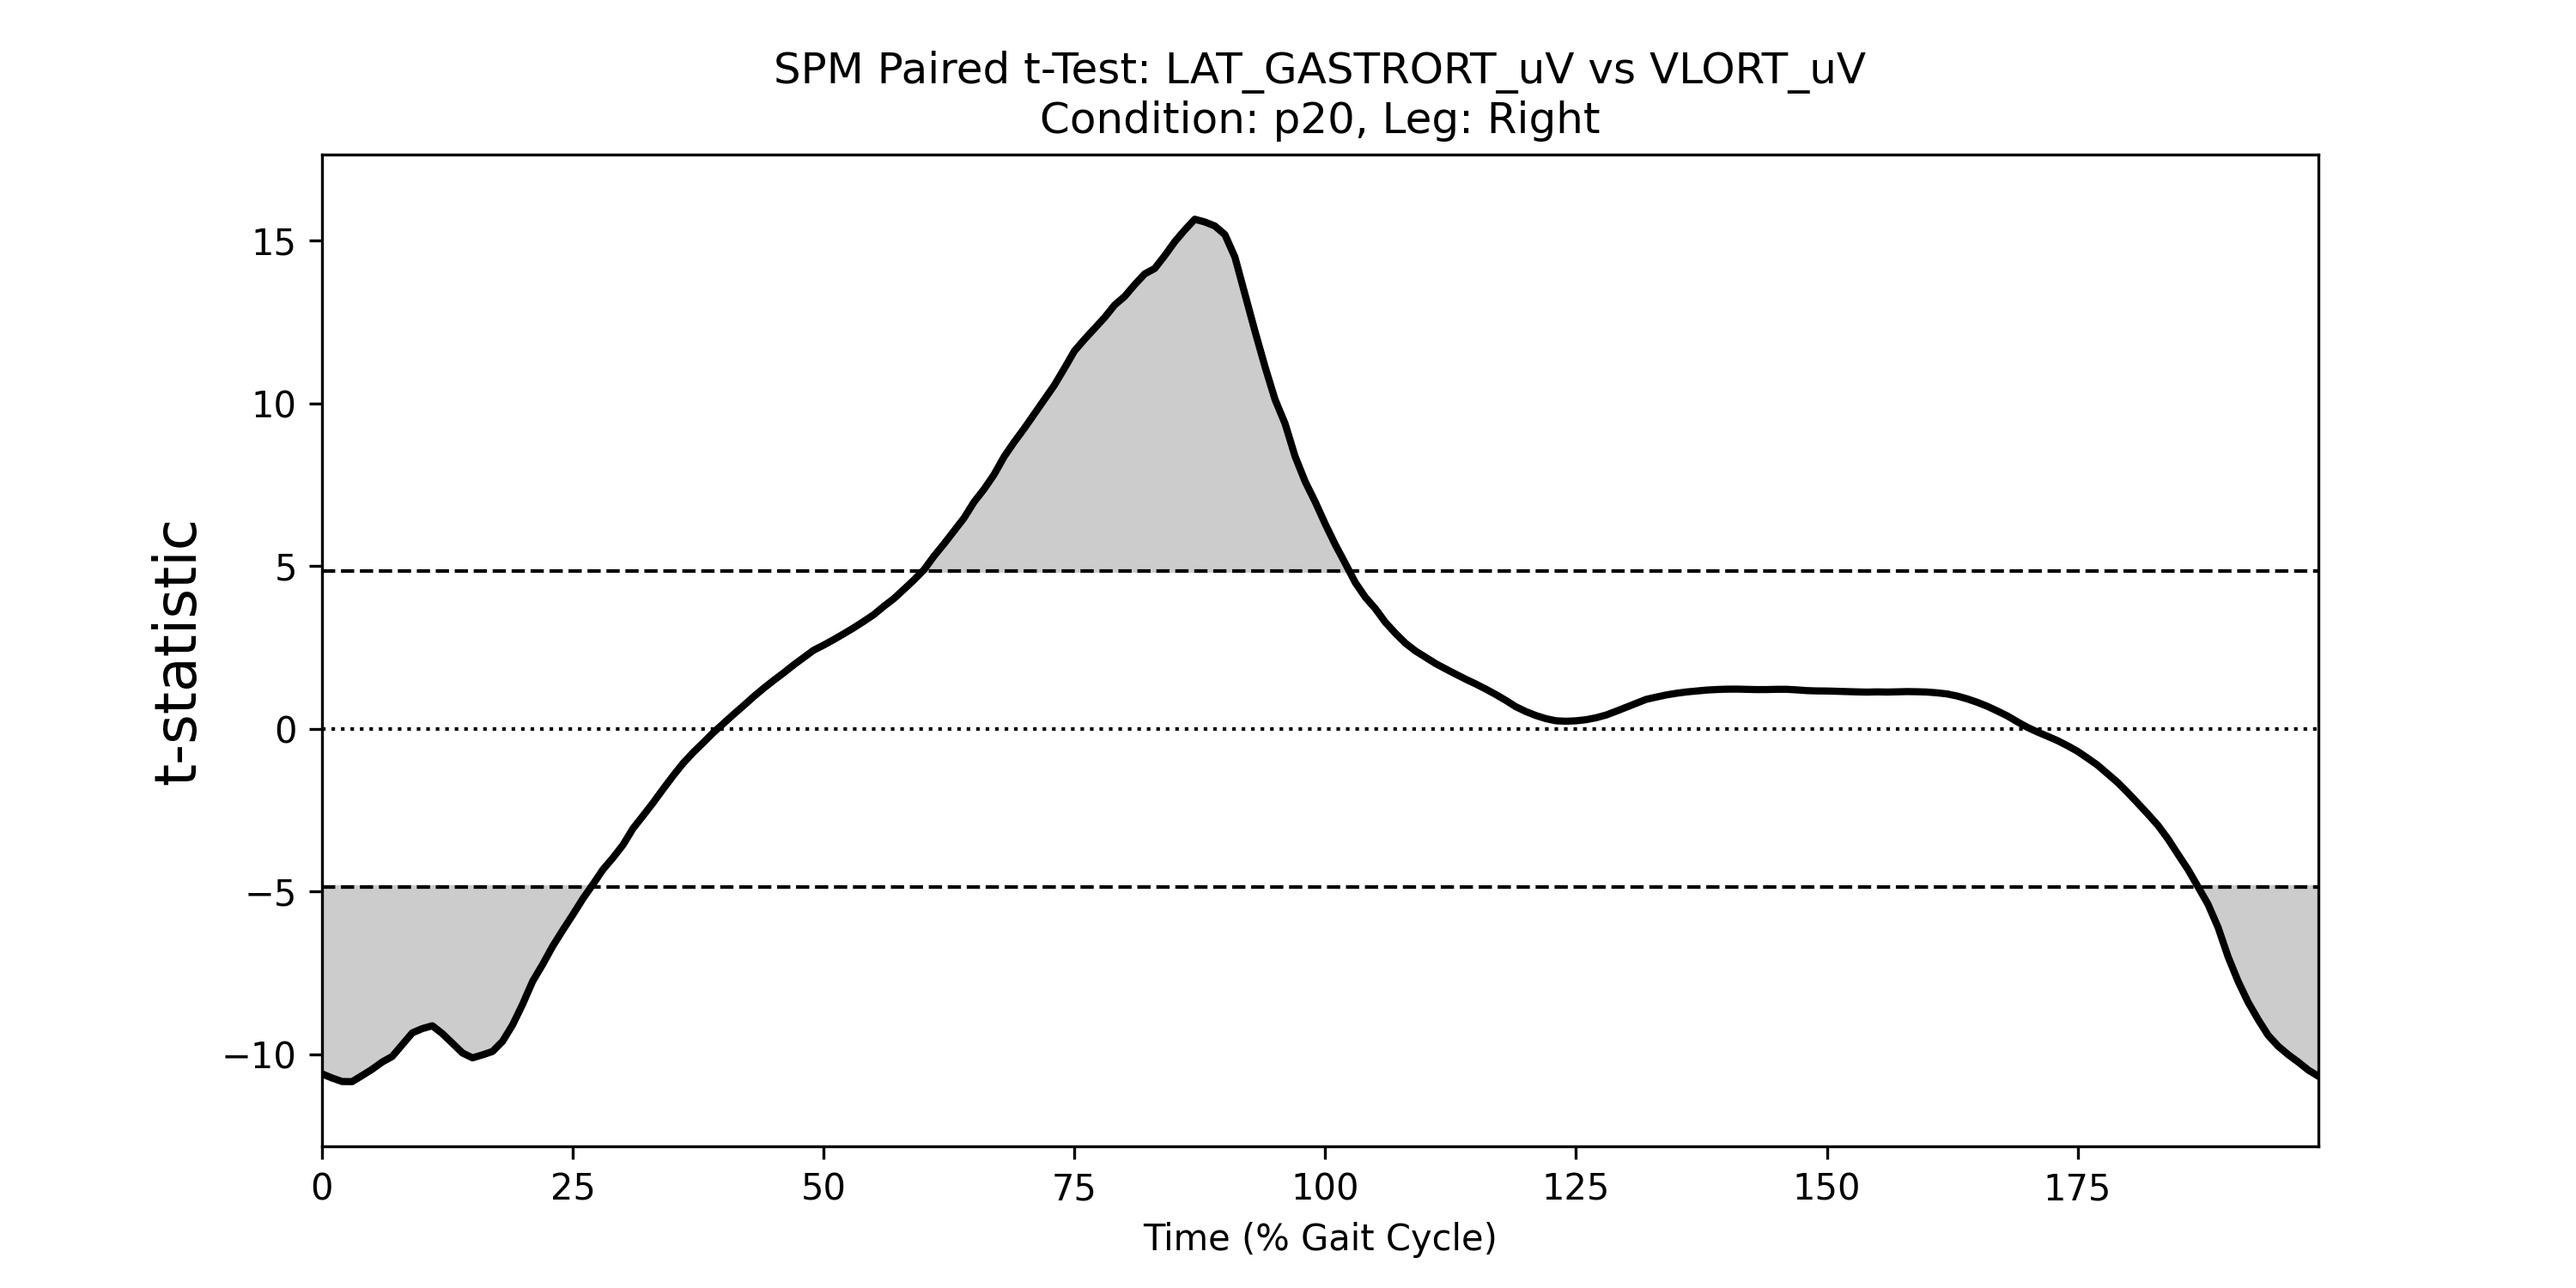 SPM Paired t-Test: LAT_GASTRORT_uV vs VLORT_uV
Condition: p20, Leg: Right
t-statistic
15
10
5
0
−5
−10
0 25 50 75 100 125 150 175
Time (% Gait Cycle)